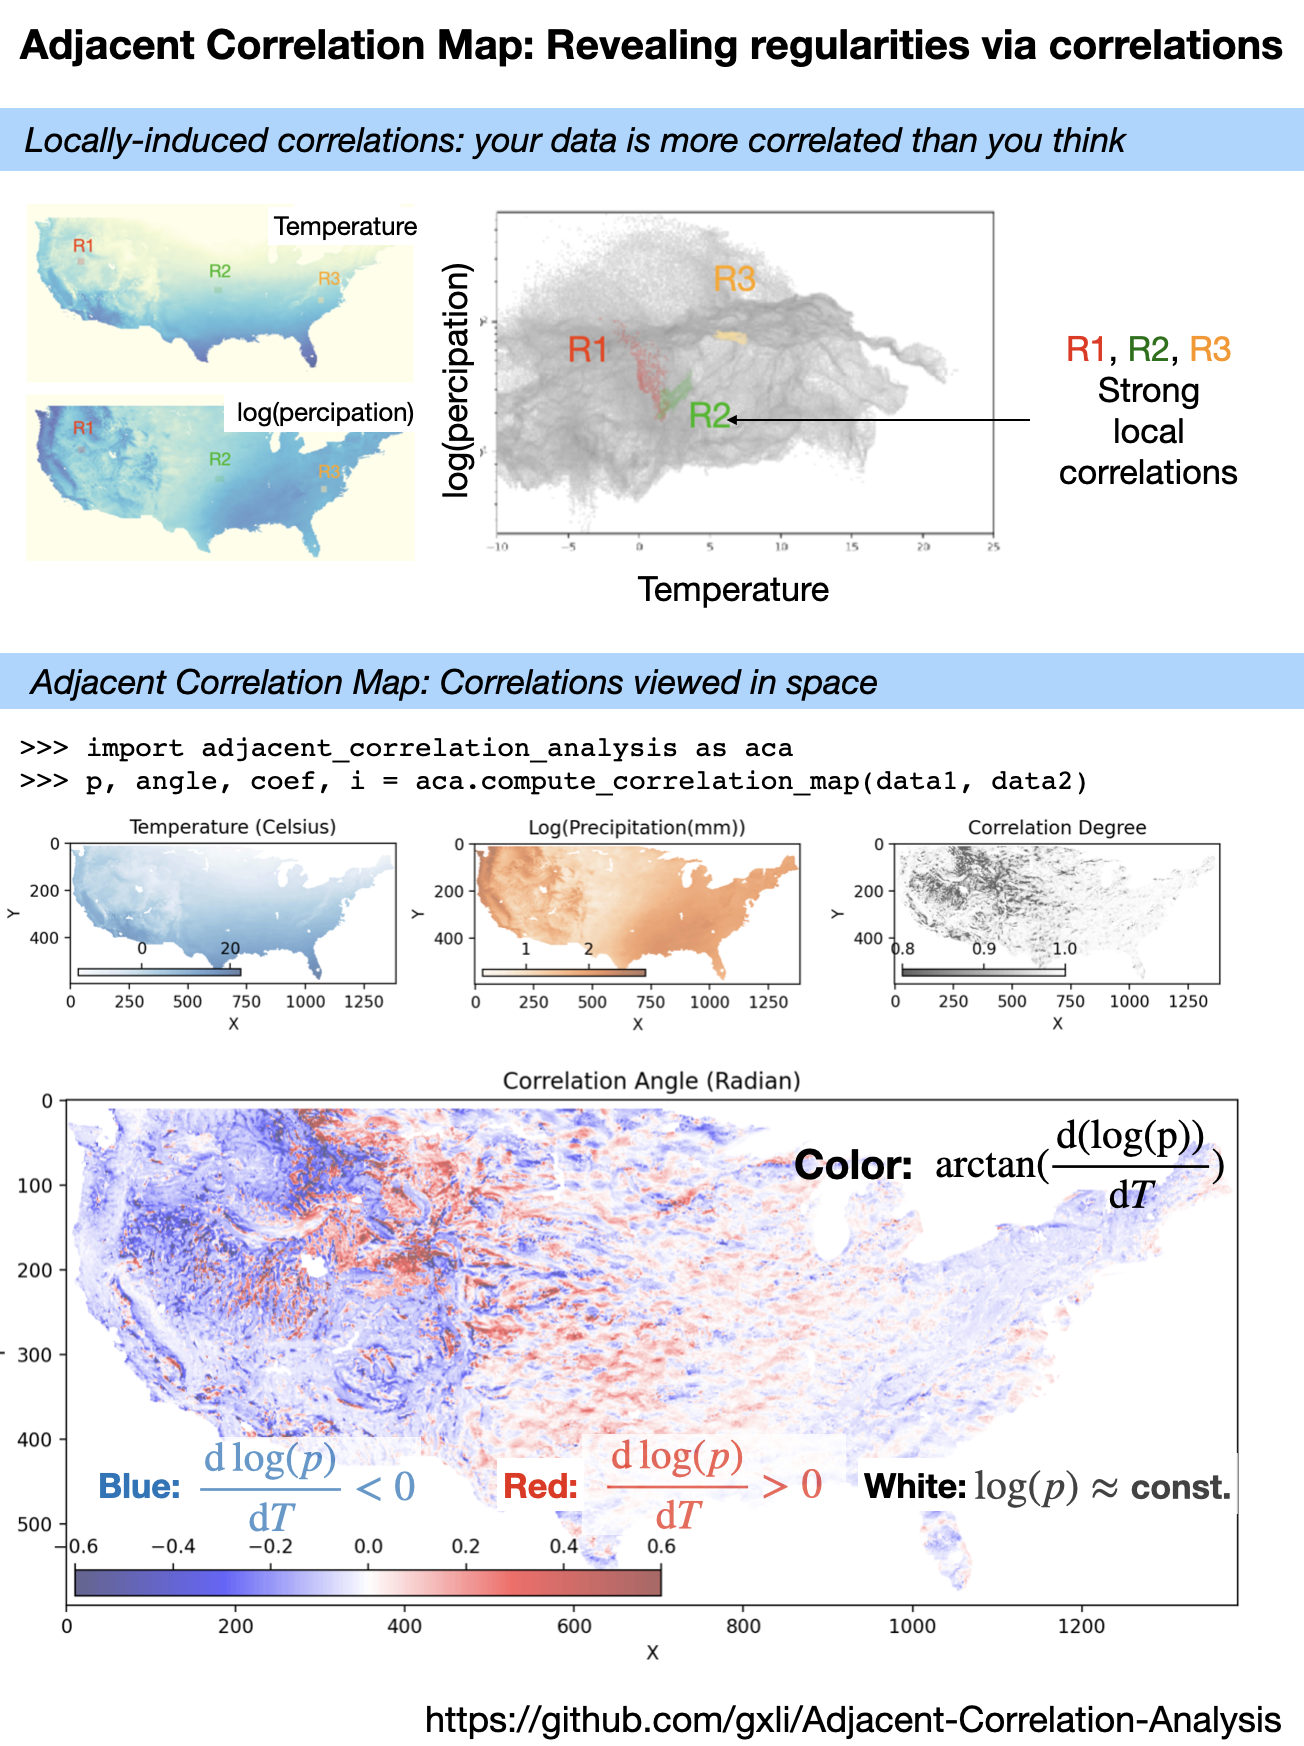 Adjacent Correlation Map: Revealing regularities via correlations
Locally-induced correlations: your data is more correlated than you think
Temperature
R1
R2
R3
log(percipation)
R1
R2
R3
log(percipation)
R3
R1
R2
-10 -5 0 5 10 15 20 25
Temperature
R1, R2, R3
Strong
local
correlations
Adjacent Correlation Map: Correlations viewed in space
>>> import adjacent_correlation_analysis as aca
>>> p, angle, coef, i = aca.compute_correlation_map(data1, data2)
Temperature (Celsius)
0
200
400
Y
0 20
0 250 500 750 1000 1250
X
Log(Precipitation(mm))
0
200
400
Y
1 2
0 250 500 750 1000 1250
X
Correlation Degree
0
200
400
Y
0.8 0.9 1.0
0 250 500 750 1000 1250
X
Correlation Angle (Radian)
0
100
200
300
400
500
Color: arctan(d(log(p))/dT)
Blue: d log(p)/dT < 0
Red: d log(p)/dT > 0
White: log(p) ≈ const.
−0.6 −0.4 −0.2 0.0 0.2 0.4 0.6
0 200 400 600 800 1000 1200
X
https://github.com/gxli/Adjacent-Correlation-Analysis